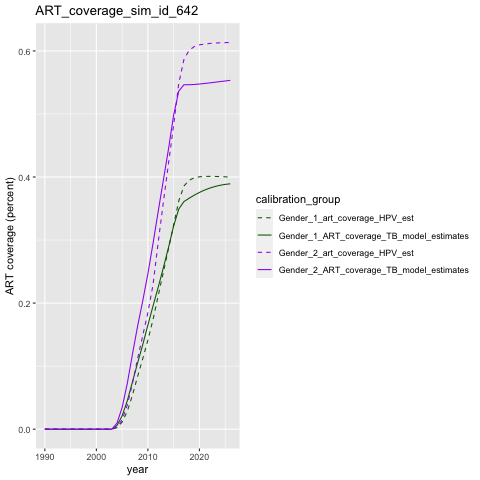 ART_coverage_sim_id_642
ART coverage (percent)
0.6
0.4
0.2
0.0
1990 2000 2010 2020
year
calibration_group
Gender_1_art_coverage_HPV_est
Gender_1_ART_coverage_TB_model_estimates
Gender_2_art_coverage_HPV_est
Gender_2_ART_coverage_TB_model_estimates